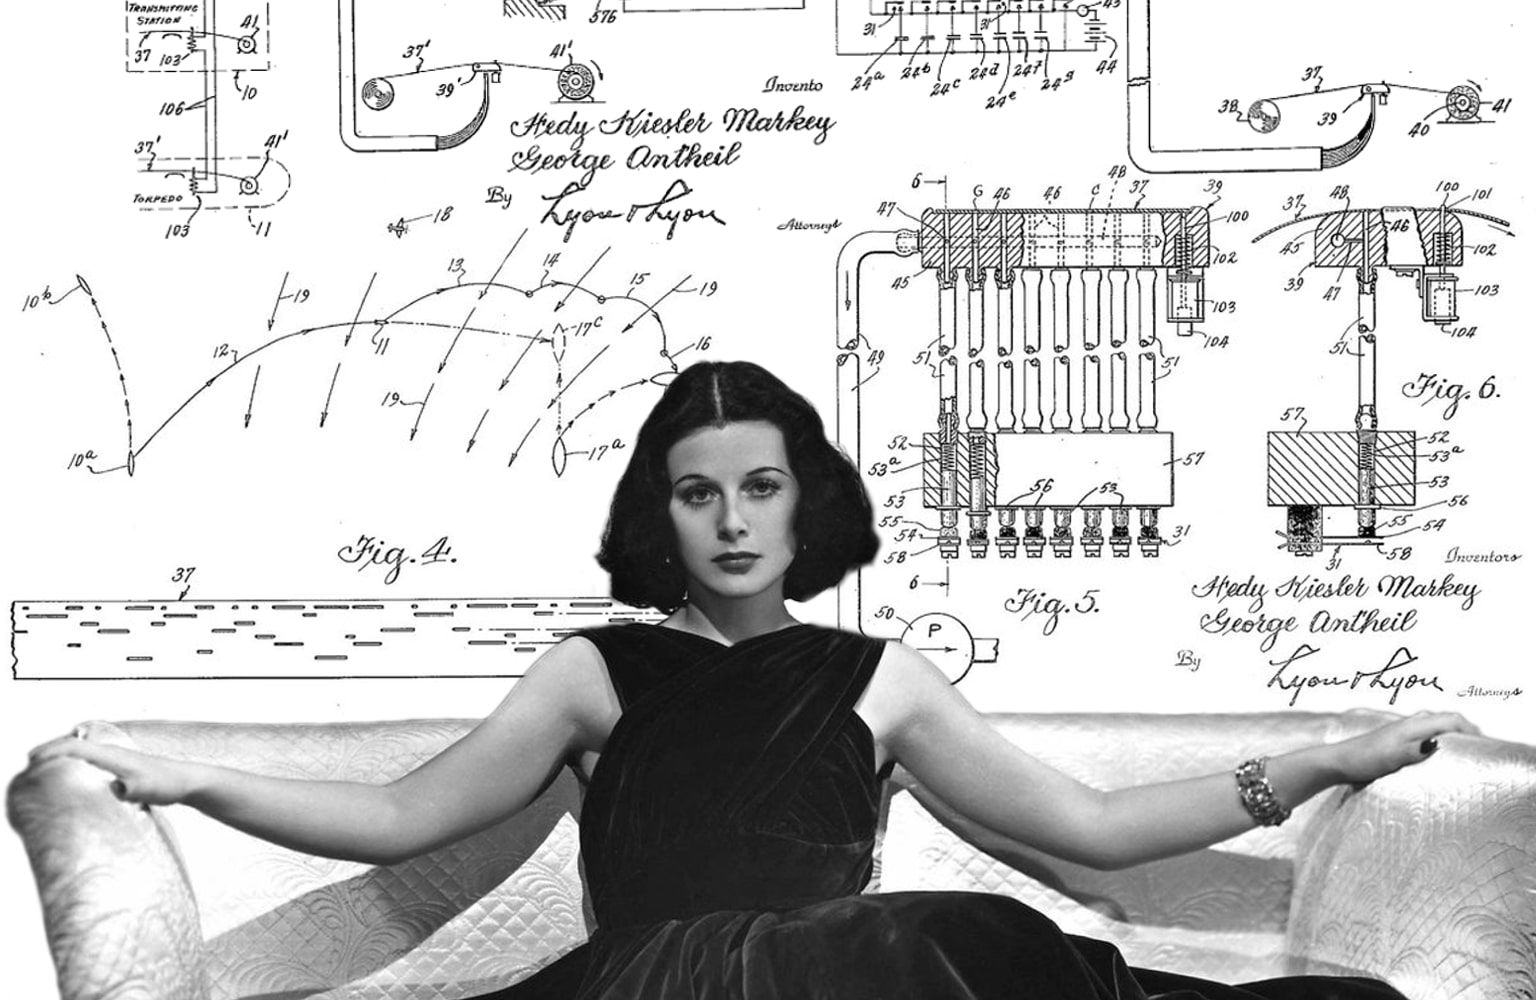 TRANSMITTING
STATION
41
37
103
10
106
37'
41'
TORPEDO
103
11
576
37'
41'
39'
Invento
Hedy Kiesler Markey
George Antheil
By
Lyon & Lyon
Attorneys
31
31
43
24a
24b
24c
24d
24e
24f
24g
44
37
38
39
40
41
18
10b
19
13
14
15
19
12
11
17c
16
19
10a
17a
Fig. 4.
37
6
47
6
46
46
C
48
37
39
100
45
102
103
104
49
51
51
51
52
53a
53
57
56
53
55
54
58
31
6
Fig. 5.
50
P
37
48
100
101
45
46
102
39
47
103
104
51
Fig. 6.
57
52
53a
53
56
55
54
58
31
Inventors
Hedy Kiesler Markey
George Antheil
By
Lyon & Lyon
Attorneys